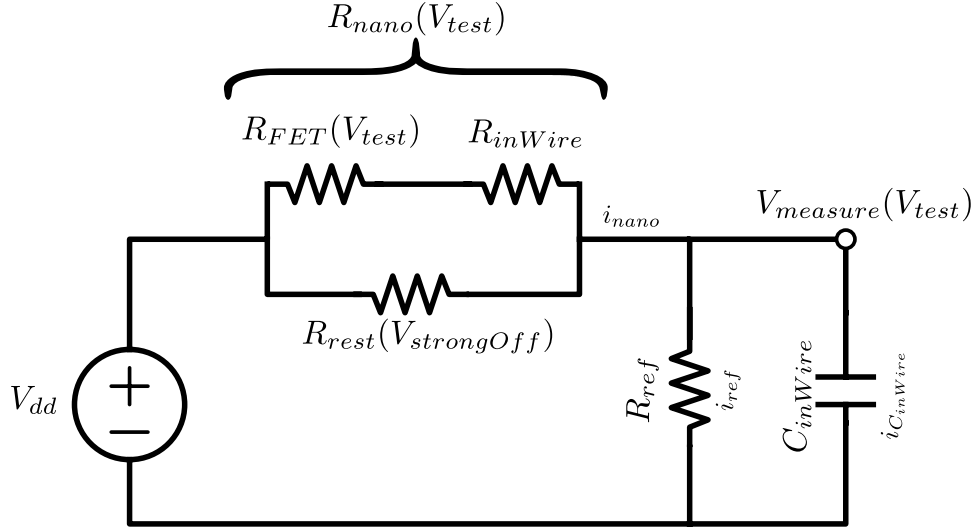 R_{nano}(V_{test})
R_{FET}(V_{test})
R_{inWire}
i_{nano}
V_{measure}(V_{test})
R_{rest}(V_{strongOff})
V_{dd}
+
−
R_{ref}
i_{ref}
C_{inWire}
i_{C_{inWire}}